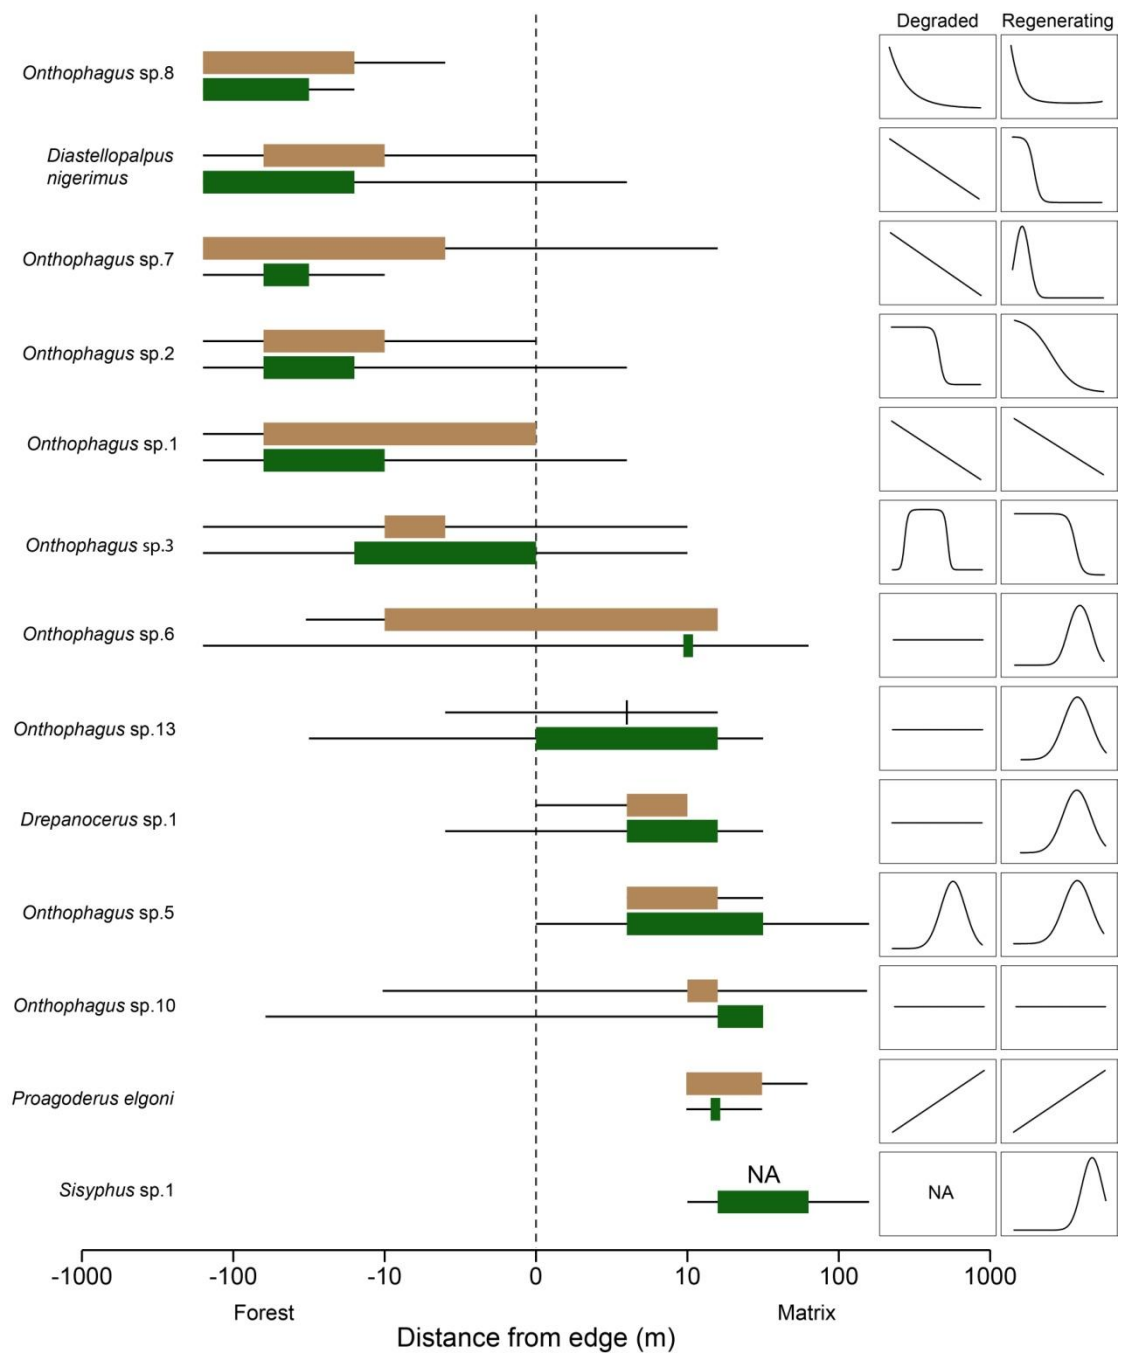 Degraded Regenerating
Onthophagus sp.8
Diastellopalpus
nigerimus
Onthophagus sp.7
Onthophagus sp.2
Onthophagus sp.1
Onthophagus sp.3
Onthophagus sp.6
Onthophagus sp.13
Drepanocerus sp.1
Onthophagus sp.5
Onthophagus sp.10
Proagoderus elgoni
Sisyphus sp.1
NA
NA
-1000 -100 -10 0 10 100 1000
Forest Matrix
Distance from edge (m)